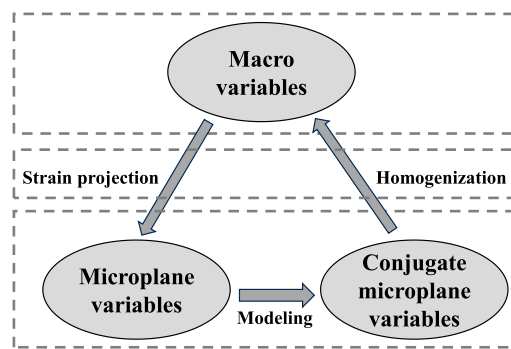 Macro
variables
Strain projection
Homogenization
Microplane
variables
Modeling
Conjugate
microplane
variables